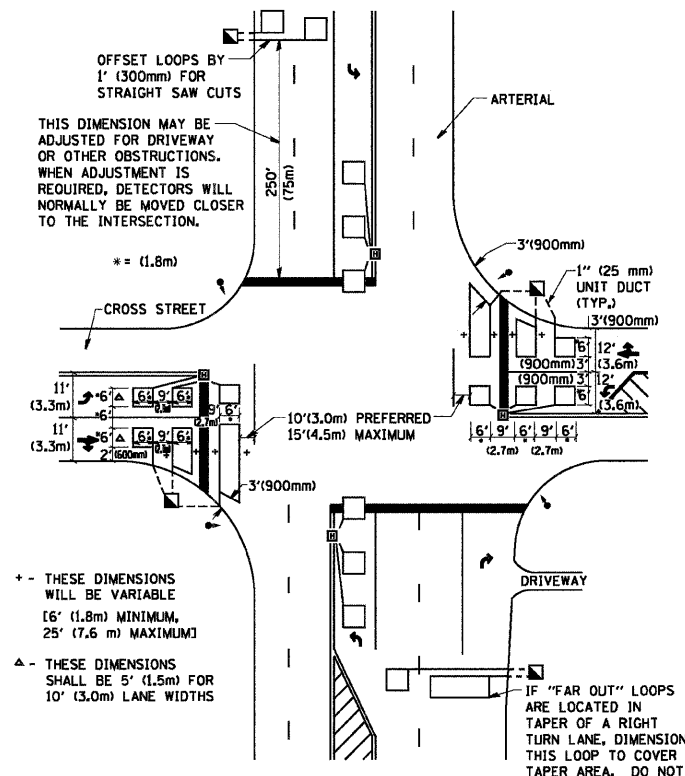 OFFSET LOOPS BY
1' (300mm) FOR
STRAIGHT SAW CUTS
THIS DIMENSION MAY BE
ADJUSTED FOR DRIVEWAY
OR OTHER OBSTRUCTIONS.
WHEN ADJUSTMENT IS
REQUIRED, DETECTORS WILL
NORMALLY BE MOVED CLOSER
TO THE INTERSECTION.
* = (1.8m)
250'
(75m)
ARTERIAL
3'(900mm)
1" (25 mm)
UNIT DUCT
(TYP.)
CROSS STREET
3'(900mm)
6'
12'
(3.6m)
(900mm) 3'
(900mm) 3'
12'
(3.6m)
6'
H
H
H
H
11'
(3.3m)
*6'
6' 9' 6'
9'
6'
*6'
(2.7m)
11'
(3.3m)
*6'
6' 9' 6'
2' (600mm)
3'(900mm)
10'(3.0m) PREFERRED
15'(4.5m) MAXIMUM
6' 9' 6' 9' 6'
(2.7m) (2.7m)
DRIVEWAY
+ - THESE DIMENSIONS
WILL BE VARIABLE
[6' (1.8m) MINIMUM,
25' (7.6 m) MAXIMUM]
△ - THESE DIMENSIONS
SHALL BE 5' (1.5m) FOR
10' (3.0m) LANE WIDTHS
IF "FAR OUT" LOOPS
ARE LOCATED IN
TAPER OF A RIGHT
TURN LANE, DIMENSION
THIS LOOP TO COVER
TAPER AREA. DO NOT